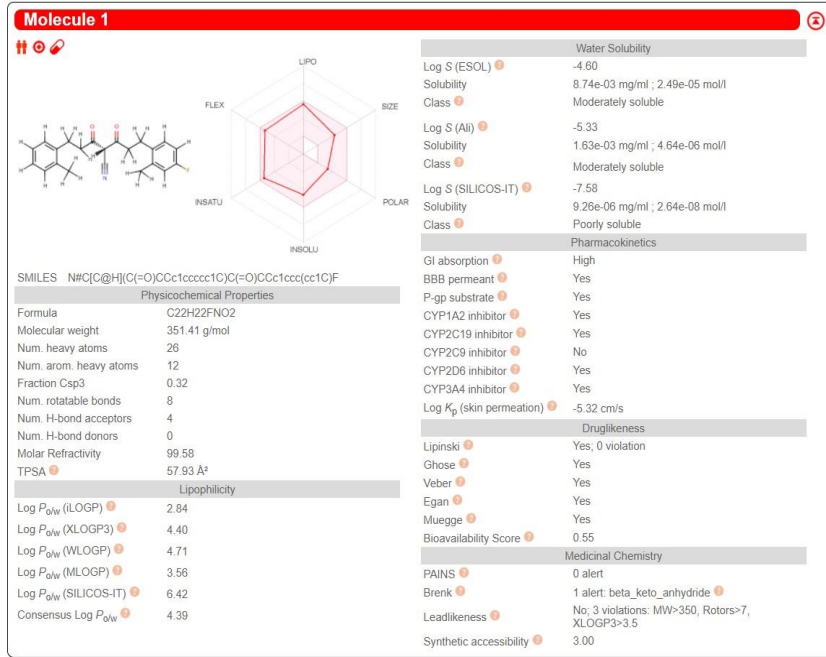 Molecule 1
LIPO
FLEX
SIZE
INSATU
POLAR
INSOLU
SMILES N#C[C@H](C(=O)CCc1ccccc1C)C(=O)CCc1ccc(cc1C)F
Physicochemical Properties
Formula C22H22FNO2
Molecular weight 351.41 g/mol
Num. heavy atoms 26
Num. arom. heavy atoms 12
Fraction Csp3 0.32
Num. rotatable bonds 8
Num. H-bond acceptors 4
Num. H-bond donors 0
Molar Refractivity 99.58
TPSA 57.93 Å²
Lipophilicity
Log Po/w (iLOGP) 2.84
Log Po/w (XLOGP3) 4.40
Log Po/w (WLOGP) 4.71
Log Po/w (MLOGP) 3.56
Log Po/w (SILICOS-IT) 6.42
Consensus Log Po/w 4.39
Water Solubility
Log S (ESOL) -4.60
Solubility 8.74e-03 mg/ml ; 2.49e-05 mol/l
Class Moderately soluble
Log S (Ali) -5.33
Solubility 1.63e-03 mg/ml ; 4.64e-06 mol/l
Class Moderately soluble
Log S (SILICOS-IT) -7.58
Solubility 9.26e-06 mg/ml ; 2.64e-08 mol/l
Class Poorly soluble
Pharmacokinetics
GI absorption High
BBB permeant Yes
P-gp substrate Yes
CYP1A2 inhibitor Yes
CYP2C19 inhibitor Yes
CYP2C9 inhibitor No
CYP2D6 inhibitor Yes
CYP3A4 inhibitor Yes
Log Kp (skin permeation) -5.32 cm/s
Druglikeness
Lipinski Yes; 0 violation
Ghose Yes
Veber Yes
Egan Yes
Muegge Yes
Bioavailability Score 0.55
Medicinal Chemistry
PAINS 0 alert
Brenk 1 alert: beta_keto_anhydride
Leadlikeness No; 3 violations: MW>350, Rotors>7,
XLOGP3>3.5
Synthetic accessibility 3.00